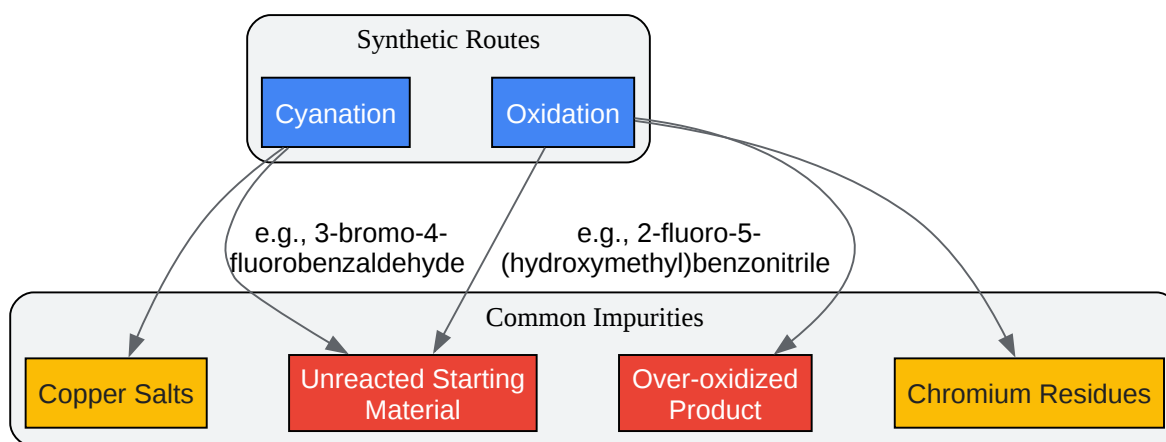 Synthetic Routes
Cyanation
Oxidation
e.g., 3-bromo-4-
fluorobenzaldehyde
e.g., 2-fluoro-5-
(hydroxymethyl)benzonitrile
Common Impurities
Copper Salts
Unreacted Starting
Material
Over-oxidized
Product
Chromium Residues